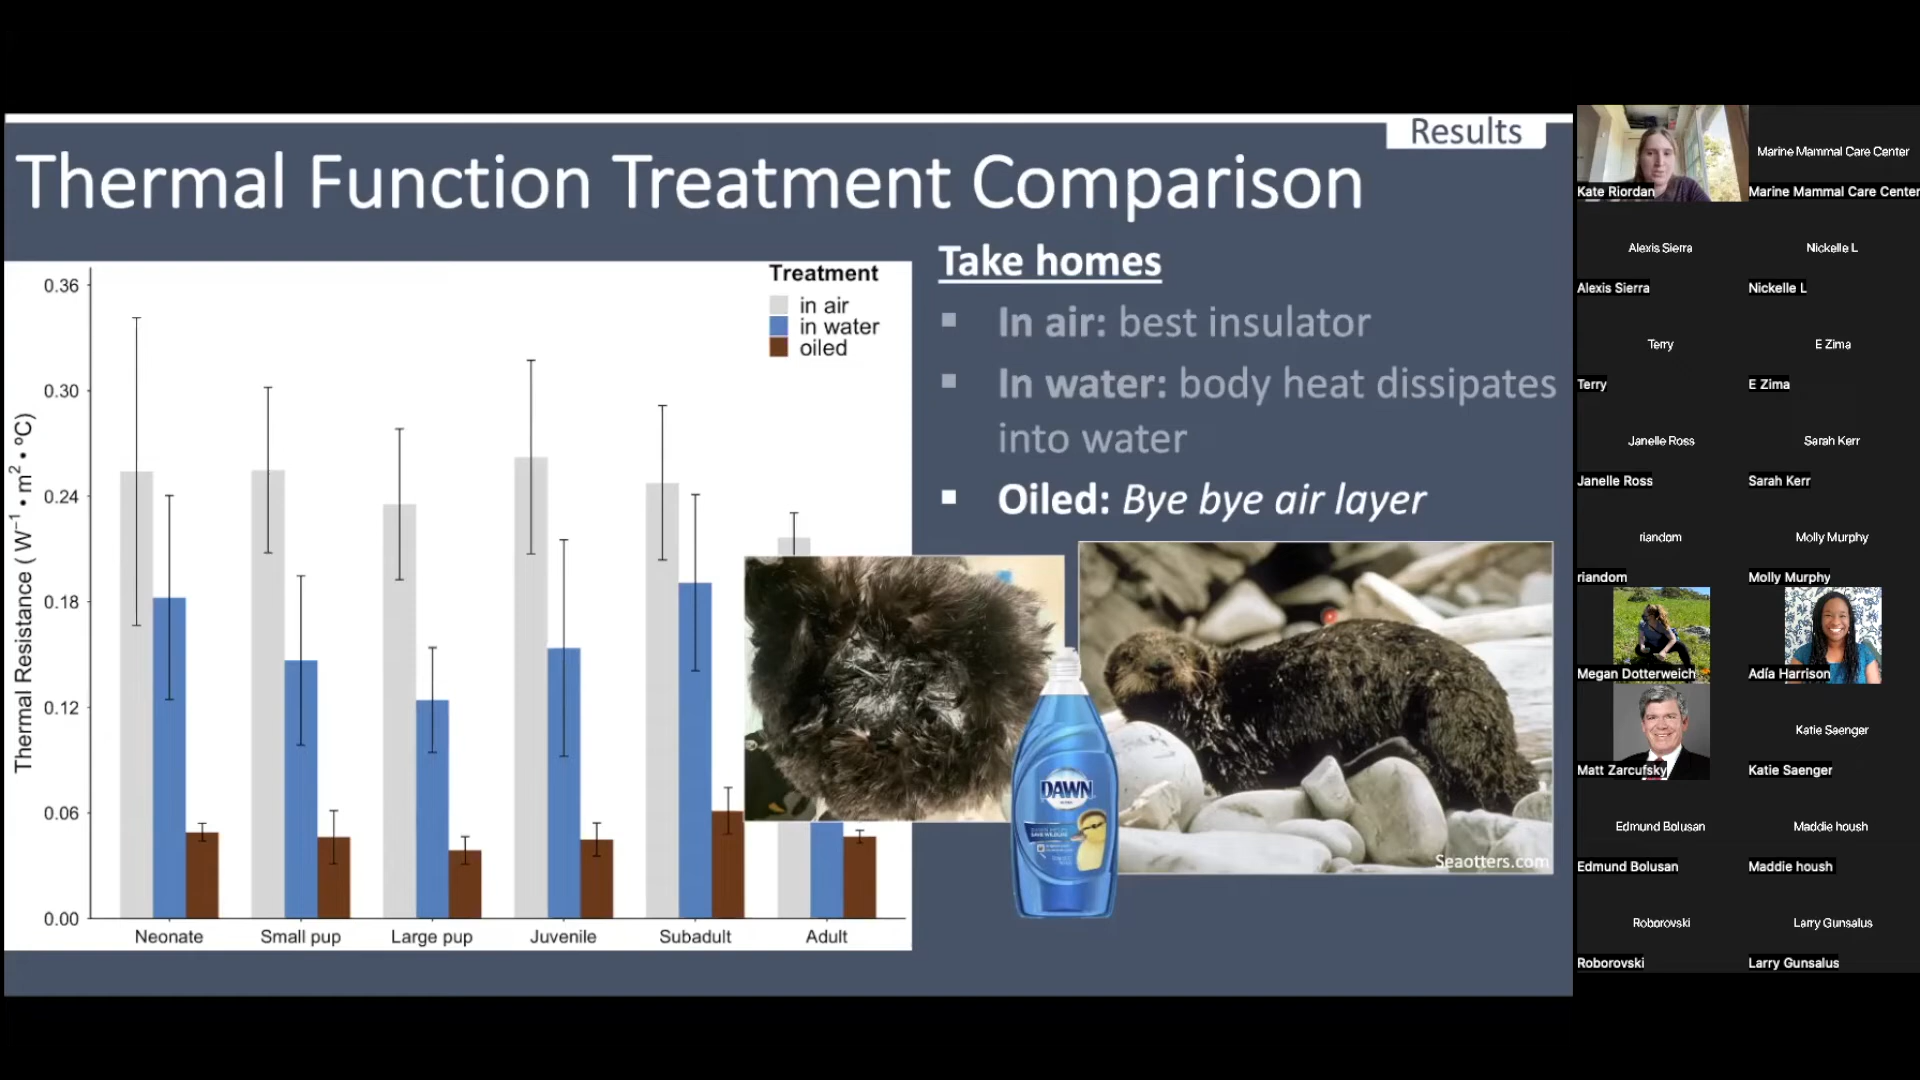 Results
Thermal Function Treatment Comparison
Take homes
In air: best insulator
In water: body heat dissipates
into water
Oiled: Bye bye air layer
Treatment
in air
in water
oiled
Thermal Resistance ( W⁻¹ • m² • °C)
0.36
0.30
0.24
0.18
0.12
0.06
0.00
Neonate
Small pup
Large pup
Juvenile
Subadult
Adult
DAWN
Seaotters.com
Kate Riordan
Marine Mammal Care Center
Marine Mammal Care Center
Alexis Sierra
Nickelle L
Alexis Sierra
Nickelle L
Terry
E Zima
Terry
E Zima
Janelle Ross
Sarah Kerr
Janelle Ross
Sarah Kerr
riandom
Molly Murphy
riandom
Molly Murphy
Megan Dotterweich
Adía Harrison
Matt Zarcufsky
Katie Saenger
Katie Saenger
Edmund Bolusan
Maddie housh
Edmund Bolusan
Maddie housh
Roborovski
Larry Gunsalus
Roborovski
Larry Gunsalus